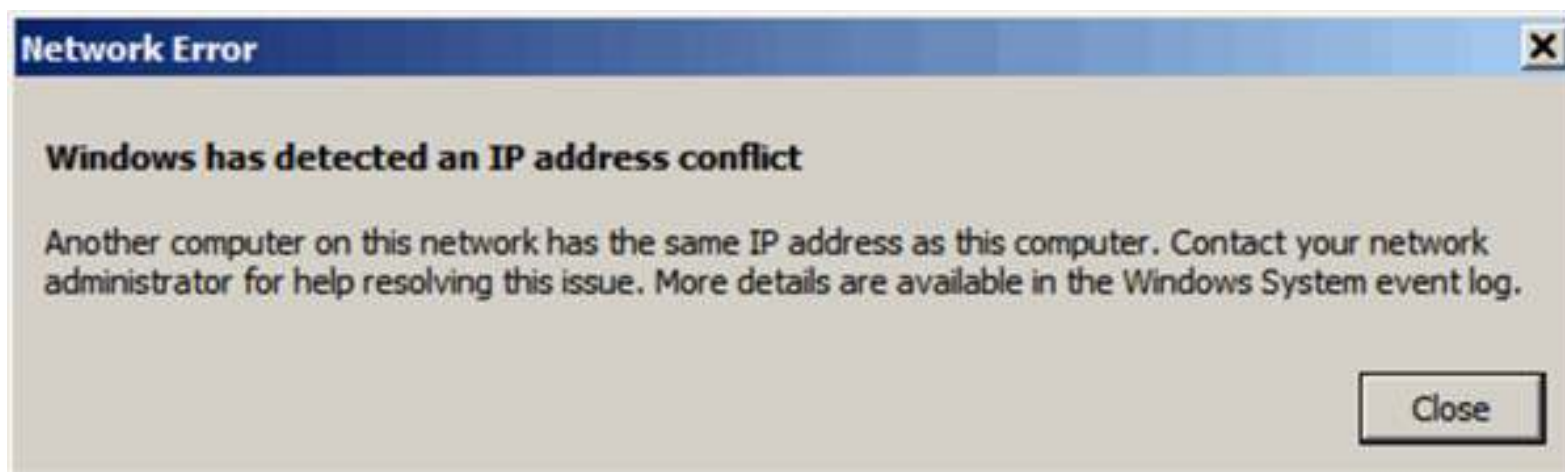 Network Error
Windows has detected an IP address conflict
Another computer on this network has the same IP address as this computer. Contact your network
administrator for help resolving this issue. More details are available in the Windows System event log.
Close